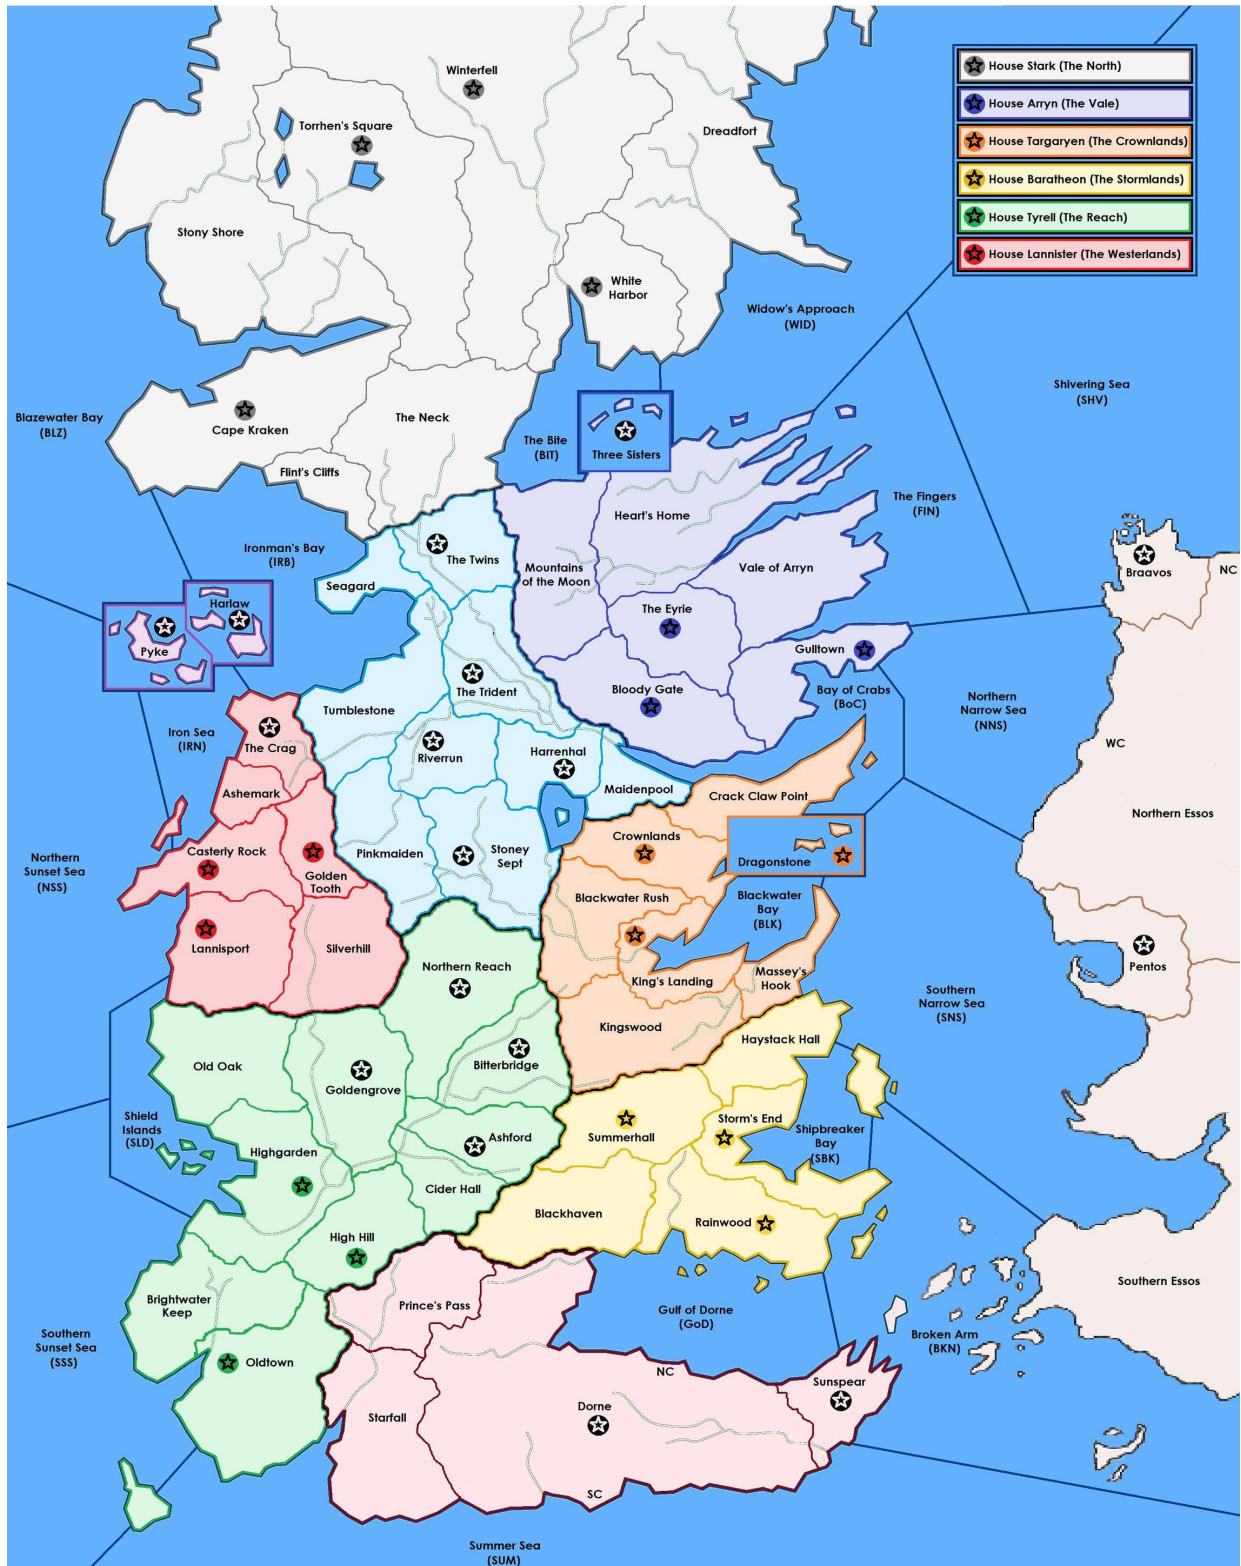 House Stark (The North)
House Arryn (The Vale)
House Targaryen (The Crownlands)
House Baratheon (The Stormlands)
House Tyrell (The Reach)
House Lannister (The Westerlands)
Winterfell
Torrhen's Square
Dreadfort
Stony Shore
White
Harbor
Widow's Approach
(WID)
Shivering Sea
(SHV)
Blazewater Bay
(BLZ)
Cape Kraken
The Neck
The Bite
(BIT)
Three Sisters
Flint's Cliffs
The Fingers
(FIN)
Heart's Home
Ironman's Bay
(IRB)
The Twins
Seagard
Mountains
of the Moon
Vale of Arryn
Braavos
NC
Harlaw
Pyke
The Eyrie
Gulltown
The Trident
Bloody Gate
Bay of Crabs
(BoC)
Northern
Narrow Sea
(NNS)
Tumblestone
Iron Sea
(IRN)
The Crag
Riverrun
Harrenhal
WC
Ashemark
Maidenpool
Crack Claw Point
Northern Essos
Crownlands
Casterly Rock
Golden
Tooth
Pinkmaiden
Stoney
Sept
Dragonstone
Northern
Sunset Sea
(NSS)
Blackwater Rush
Blackwater
Bay
(BLK)
Lannisport
Silverhill
Northern Reach
King's Landing
Massey's
Hook
Pentos
Southern
Narrow Sea
(SNS)
Kingswood
Haystack Hall
Old Oak
Goldengrove
Bitterbridge
Shield
Islands
(SLD)
Highgarden
Ashford
Summerhall
Storm's End
Shipbreaker
Bay
(SBK)
Cider Hall
Blackhaven
Rainwood
High Hill
Southern Essos
Brightwater
Keep
Prince's Pass
Gulf of Dorne
(GoD)
Southern
Sunset Sea
(SSS)
Broken Arm
(BKN)
Oldtown
NC
Sunspear
Starfall
Dorne
SC
Summer Sea
(SUM)